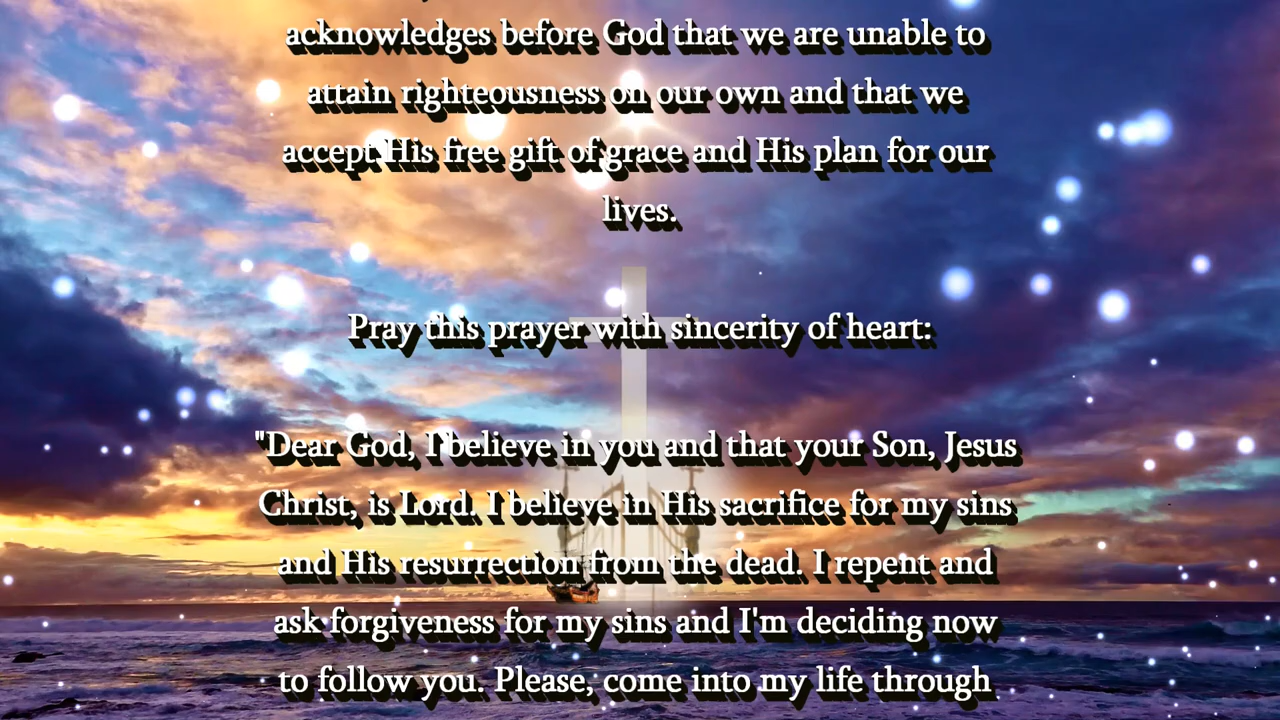 acknowledges before God that we are unable to
attain righteousness on our own and that we
accept His free gift of grace and His plan for our
lives.
Pray this prayer with sincerity of heart:
"Dear God, I believe in you and that your Son, Jesus
Christ, is Lord. I believe in His sacrifice for my sins
and His resurrection from the dead. I repent and
ask forgiveness for my sins and I'm deciding now
to follow you. Please, come into my life through